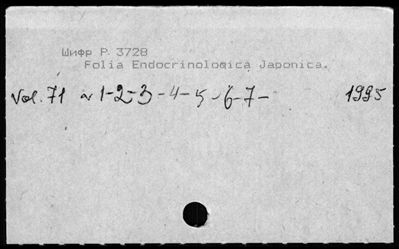 Шифр Р. 3728
Folia Endocrinologica Japonica.
Vol. 71 N 1-2-3-4-5-6-7- 1995